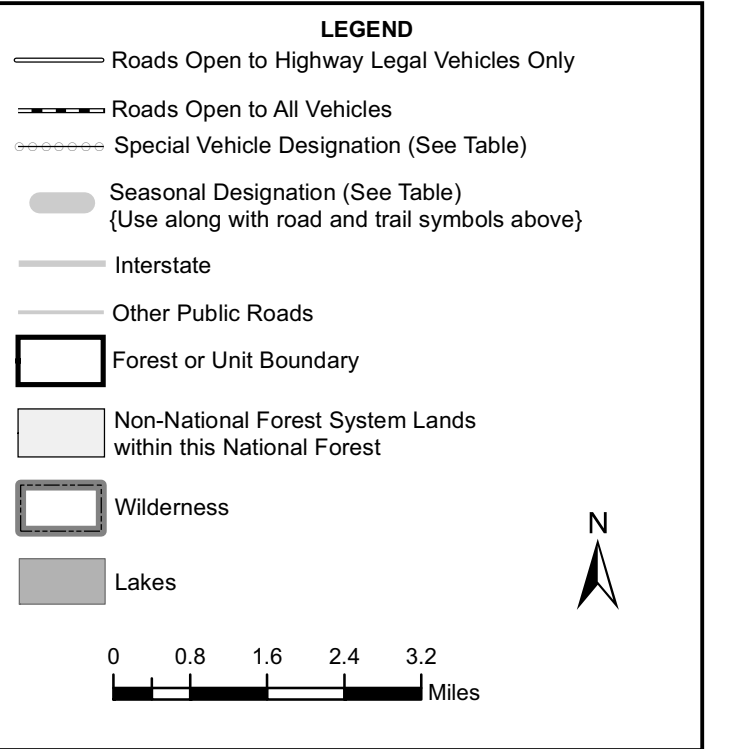 LEGEND
Roads Open to Highway Legal Vehicles Only
Roads Open to All Vehicles
Special Vehicle Designation (See Table)
Seasonal Designation (See Table)
{Use along with road and trail symbols above}
Interstate
Other Public Roads
Forest or Unit Boundary
Non-National Forest System Lands
within this National Forest
Wilderness
N
Lakes
0 0.8 1.6 2.4 3.2
Miles